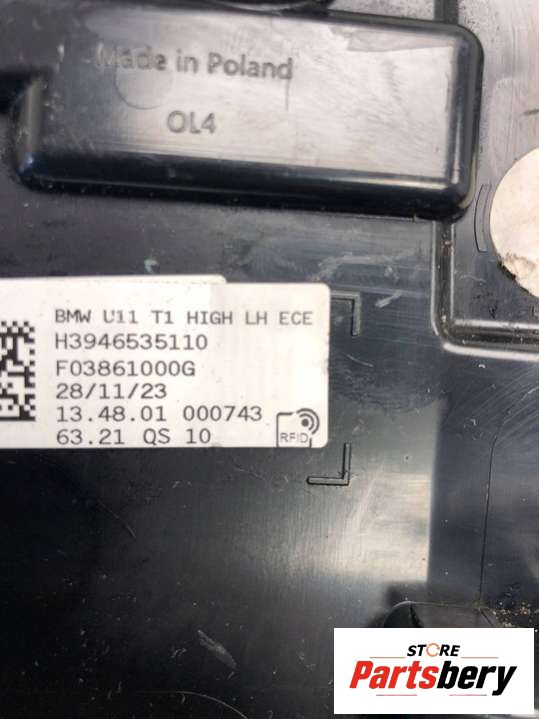 Made in Poland
OL4
BMW U11 T1 HIGH LH ECE
H3946535110
F03861000G
28/11/23
13.48.01 000743
63.21 QS 10
RFID
STORE
Partsbery